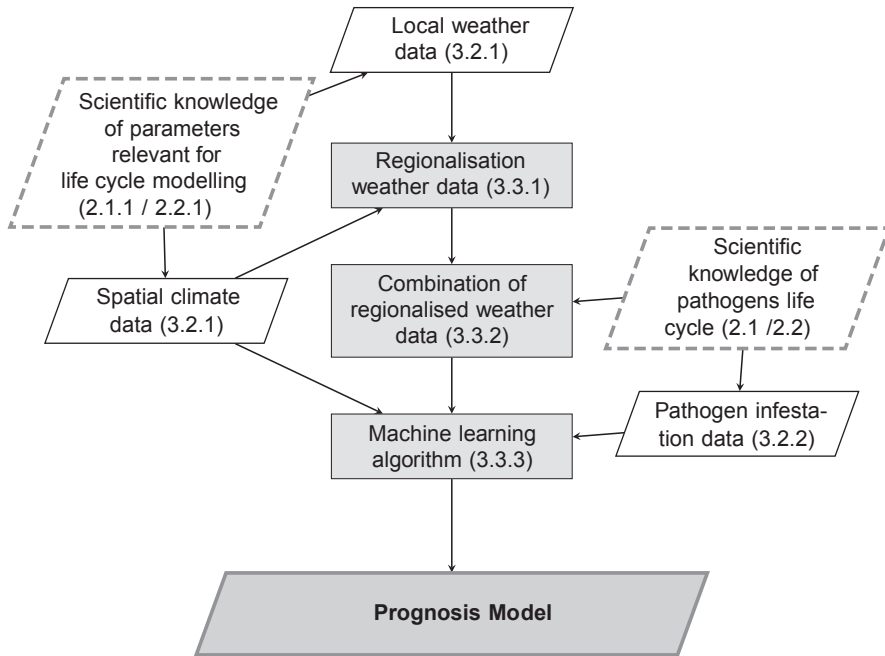 Local weather
data (3.2.1)
Scientific knowledge
of parameters
relevant for
life cycle modelling
(2.1.1 / 2.2.1)
Regionalisation
weather data (3.3.1)
Spatial climate
data (3.2.1)
Combination of
regionalised weather
data (3.3.2)
Scientific
knowledge of
pathogens life
cycle (2.1 /2.2)
Machine learning
algorithm (3.3.3)
Pathogen infesta-
tion data (3.2.2)
Prognosis Model